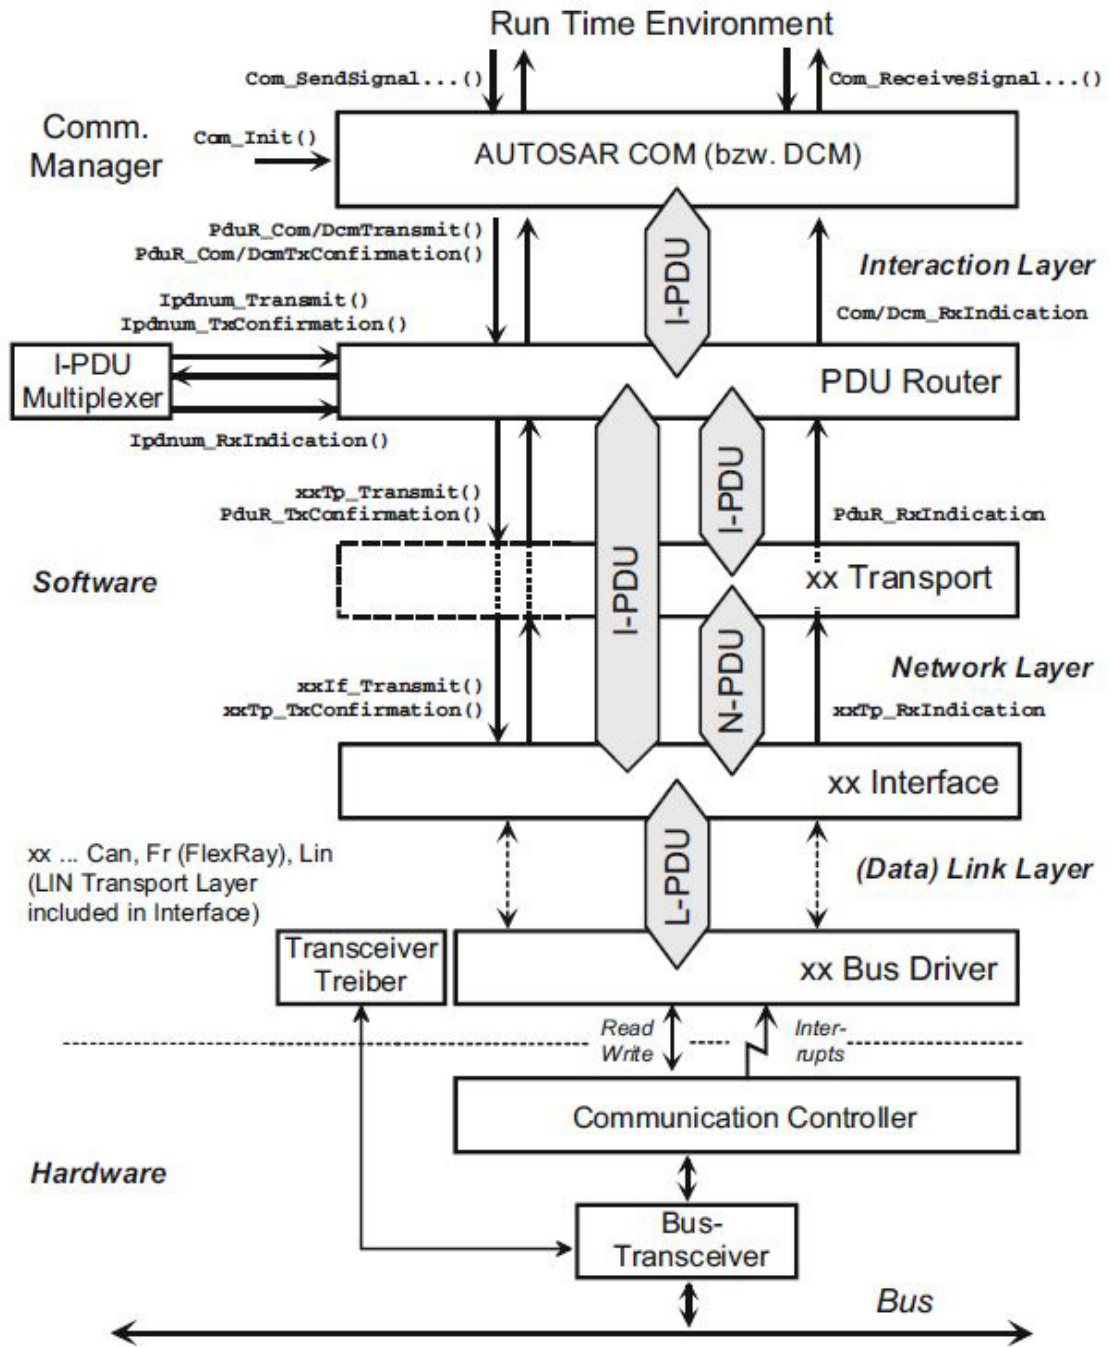 Run Time Environment
Com_SendSignal...()
Com_ReceiveSignal...()
Comm.
Manager
Com_Init()
AUTOSAR COM (bzw. DCM)
PduR_Com/DcmTransmit()
PduR_Com/DcmTxConfirmation()
I-PDU
Interaction Layer
Ipdnum_Transmit()
Ipdnum_TxConfirmation()
Com/Dcm_RxIndication
I-PDU
Multiplexer
PDU Router
Ipdnum_RxIndication()
xxTp_Transmit()
PduR_TxConfirmation()
I-PDU
PduR_RxIndication
Software
I-PDU
xx Transport
Network Layer
xxIf_Transmit()
xxTp_TxConfirmation()
N-PDU
xxTp_RxIndication
xx Interface
xx ... Can, Fr (FlexRay), Lin
(LIN Transport Layer
included in Interface)
L-PDU
(Data) Link Layer
Transceiver
Treiber
xx Bus Driver
Read
Write
Inter-
rupts
Communication Controller
Hardware
Bus-
Transceiver
Bus